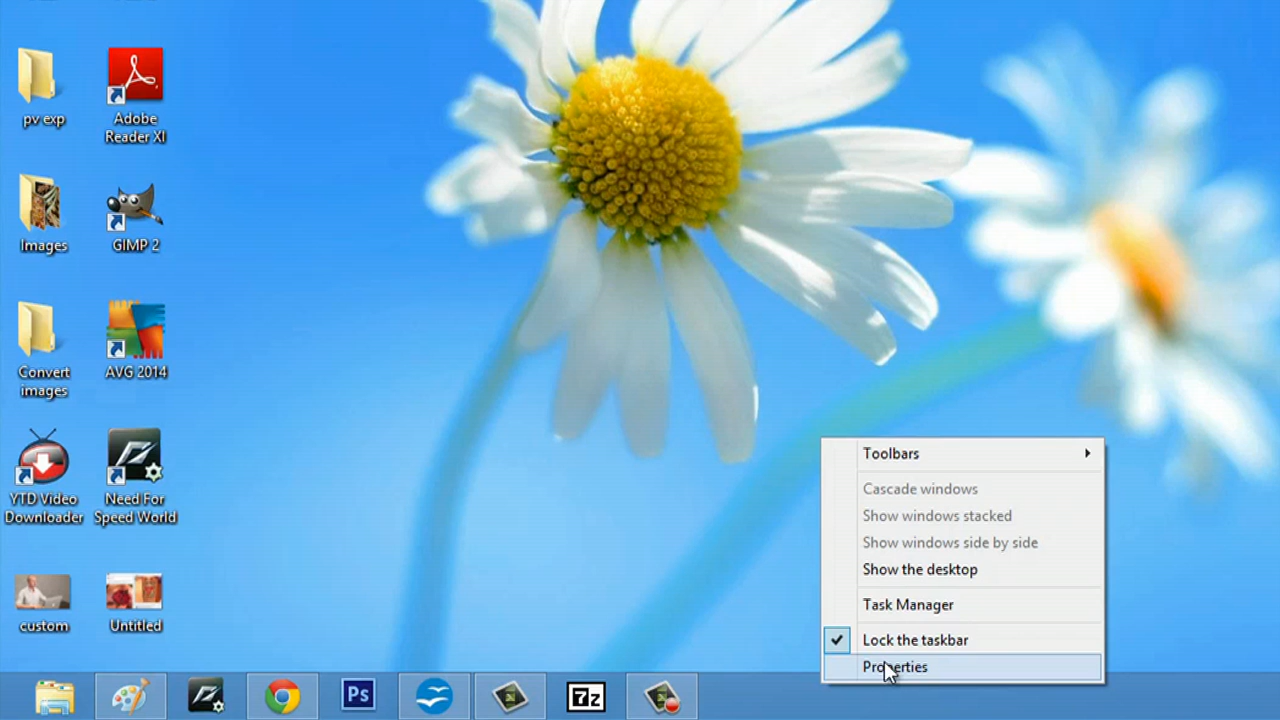 pv exp
Adobe
Reader XI
Images
GIMP 2
Convert
images
AVG 2014
YTD Video
Downloader
Need For
Speed World
custom
Untitled
Toolbars
Cascade windows
Show windows stacked
Show windows side by side
Show the desktop
Task Manager
Lock the taskbar
Properties
Ps
7z